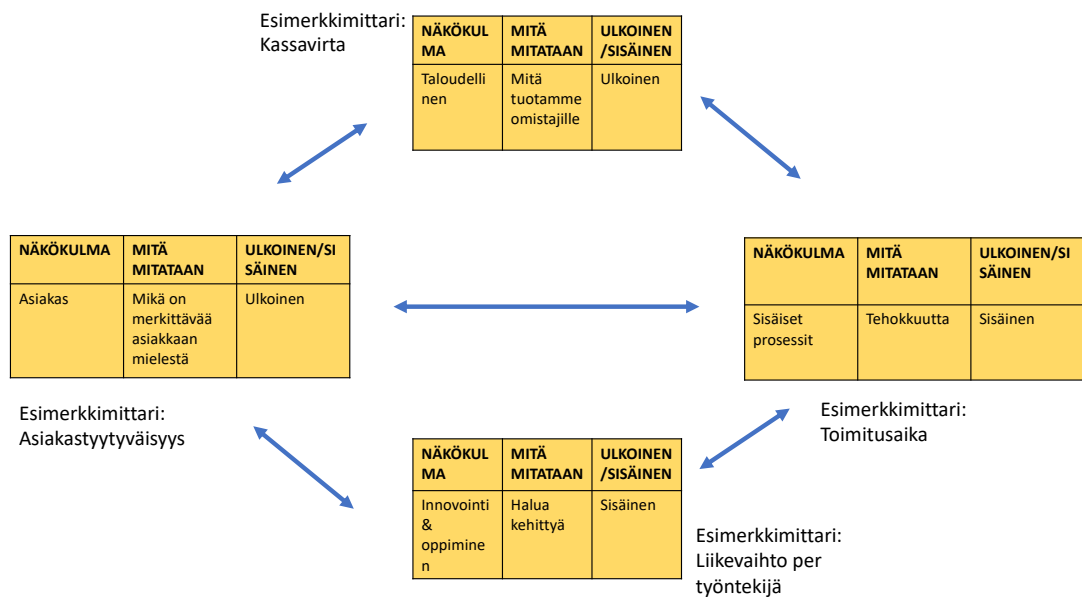 Esimerkkimittari:
Kassavirta
NÄKÖKUL
MA
MITÄ
MITATAAN
ULKOINEN
/SISÄINEN
Taloudelli
nen
Mitä
tuotamme
omistajille
Ulkoinen
NÄKÖKULMA
MITÄ
MITATAAN
ULKOINEN/SI
SÄINEN
Asiakas
Mikä on
merkittävää
asiakkaan
mielestä
Ulkoinen
Esimerkkimittari:
Asiakastyytyväisyys
NÄKÖKULMA
MITÄ
MITATAAN
ULKOINEN/SI
SÄINEN
Sisäiset
prosessit
Tehokkuutta
Sisäinen
Esimerkkimittari:
Toimitusaika
NÄKÖKUL
MA
MITÄ
MITATAAN
ULKOINEN
/SISÄINEN
Innovointi
&
oppimine
n
Halua
kehittyä
Sisäinen
Esimerkkimittari:
Liikevaihto per
työntekijä